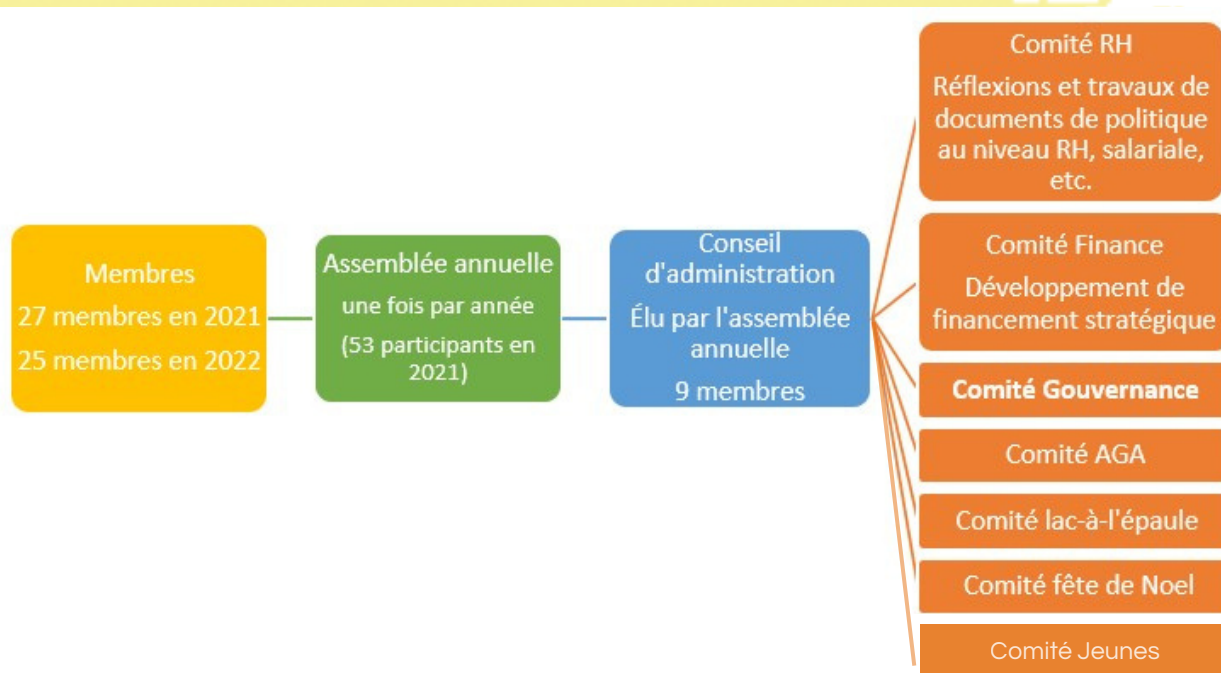 Membres
27 membres en 2021
25 membres en 2022
Assemblée annuelle
une fois par année
(53 participants en
2021)
Conseil
d'administration
Élu par l'assemblée
annuelle
9 membres
Comité RH
Réflexions et travaux de
documents de politique
au niveau RH, salariale,
etc.
Comité Finance
Développement de
financement stratégique
Comité Gouvernance
Comité AGA
Comité lac-à-l'épaule
Comité fête de Noel
Comité Jeunes